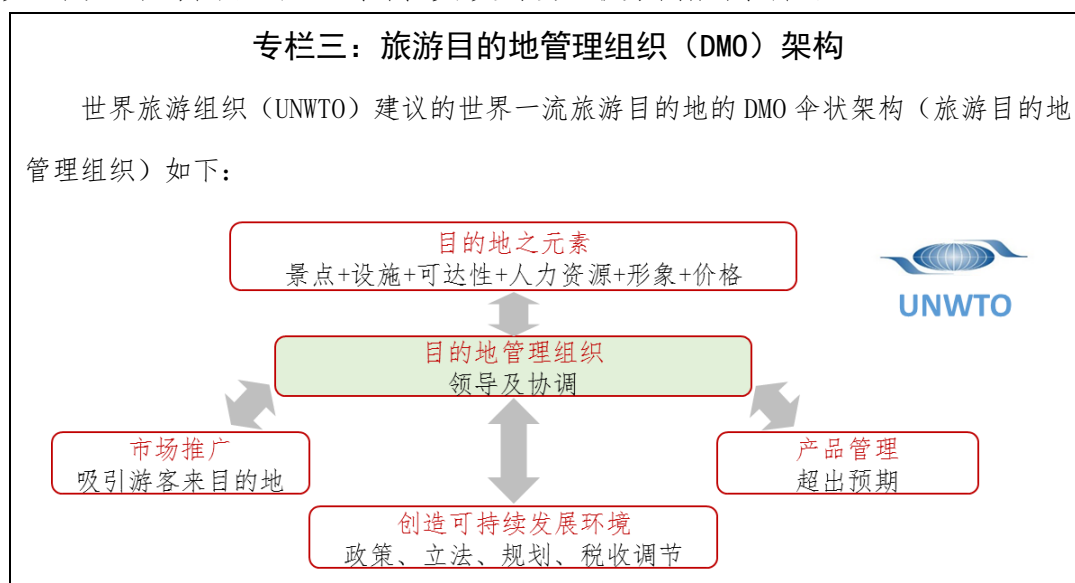 专栏三：旅游目的地管理组织（DMO）架构
世界旅游组织（UNWTO）建议的世界一流旅游目的地的 DMO 伞状架构（旅游目的地
管理组织）如下：
目的地之元素
景点+设施+可达性+人力资源+形象+价格
UNWTO
目的地管理组织
领导及协调
市场推广
吸引游客来目的地
产品管理
超出预期
创造可持续发展环境
政策、立法、规划、税收调节